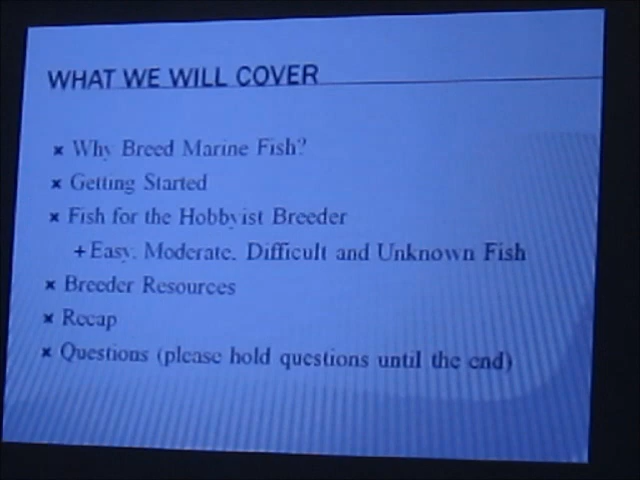 WHAT WE WILL COVER
Why Breed Marine Fish?
Getting Started
Fish for the Hobbyist Breeder
+Easy, Moderate, Difficult and Unknown Fish
Breeder Resources
Recap
Questions (please hold questions until the end)